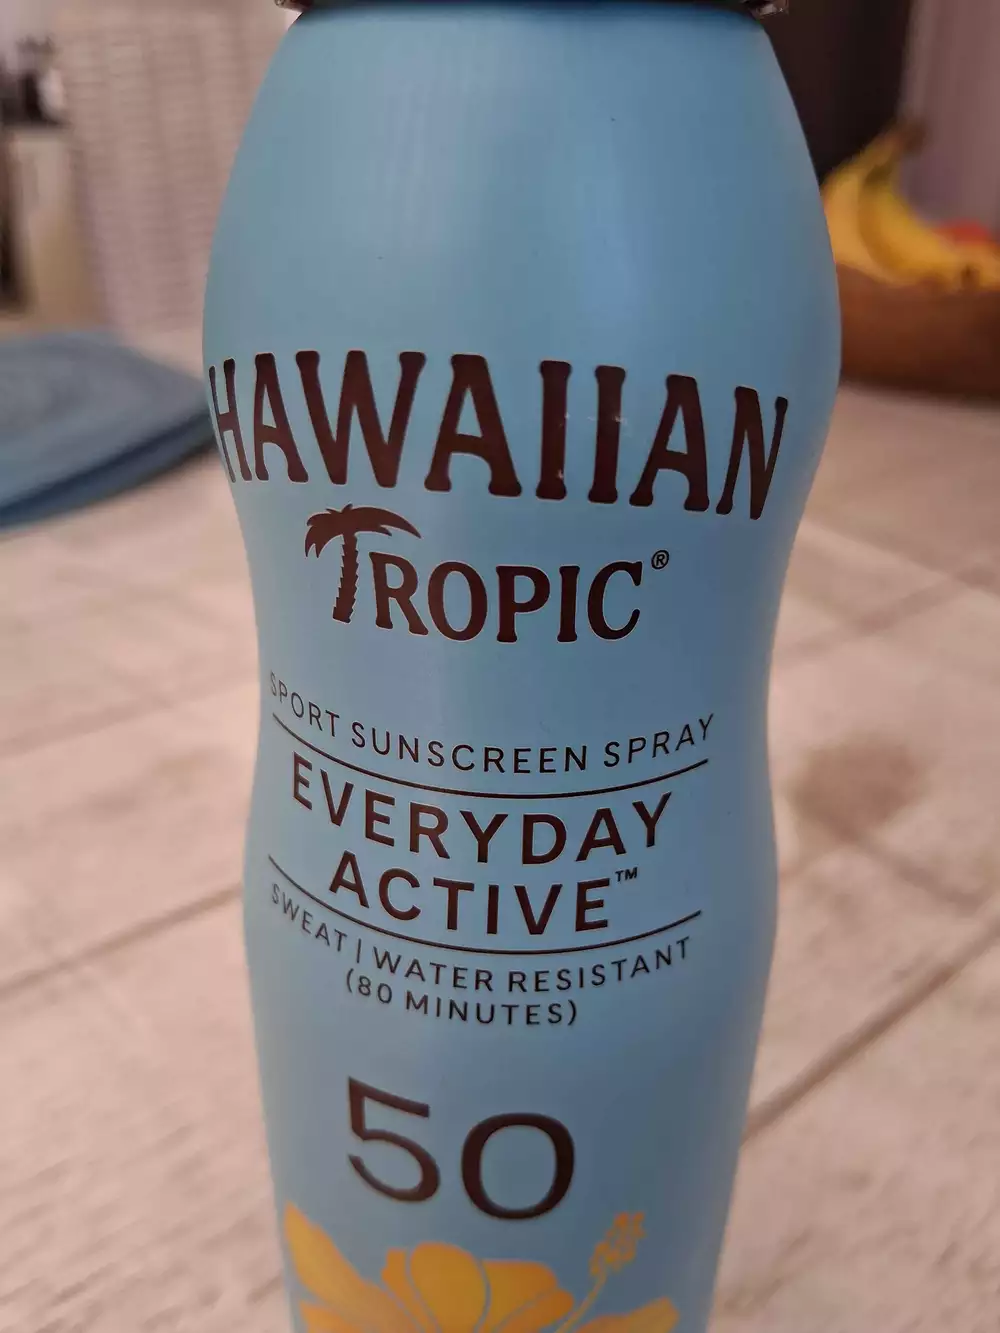 HAWAIIAN
TROPIC®
SPORT SUNSCREEN SPRAY
EVERYDAY
ACTIVE™
SWEAT | WATER RESISTANT
(80 MINUTES)
50